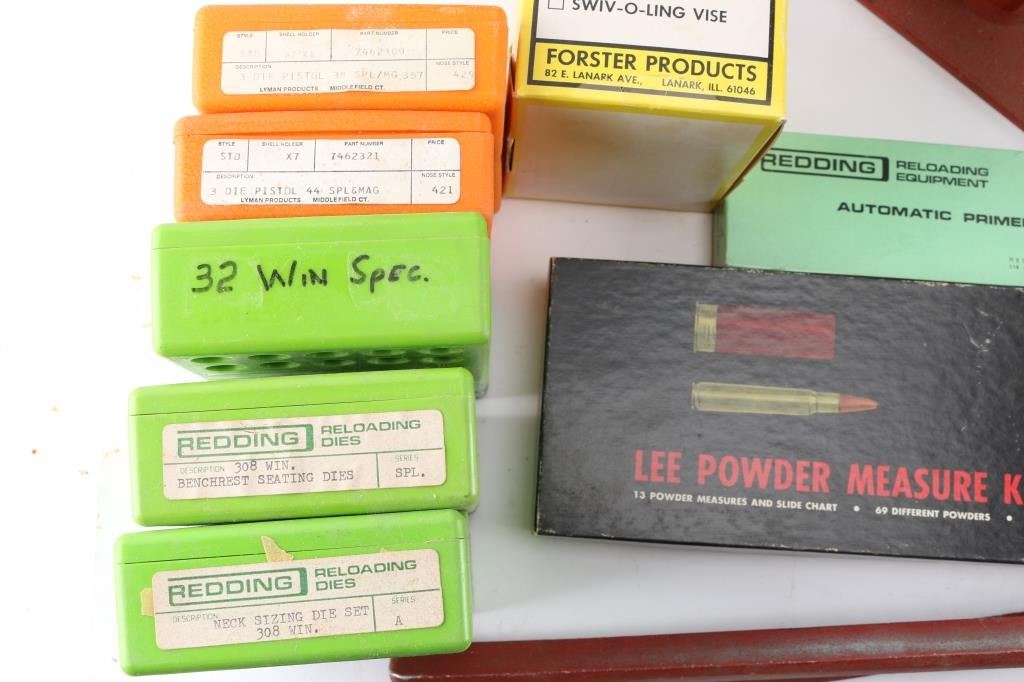 STYLE SHELL HOLDER PART NUMBER PRICE
STD X7X1 7462309
DESCRIPTION NOSE STYLE
3 DIE PISTOL 38 SPL/MG 357 429
LYMAN PRODUCTS MIDDLEFIELD CT.
STYLE SHELL HOLDER PART NUMBER PRICE
STD X7 7462321
DESCRIPTION NOSE STYLE
3 DIE PISTOL 44 SPL&MAG 421
LYMAN PRODUCTS MIDDLEFIELD CT.
32 WIN SPEC.
REDDING RELOADING
DIES
DESCRIPTION 308 WIN. SERIES
BENCHREST SEATING DIES SPL.
REDDING RELOADING
DIES
DESCRIPTION NECK SIZING DIE SET SERIES
308 WIN. A
SWIV-O-LING VISE
FORSTER PRODUCTS
82 E. LANARK AVE., LANARK, ILL. 61046
REDDING RELOADING
EQUIPMENT
AUTOMATIC PRIME
LEE POWDER MEASURE K
13 POWDER MEASURES AND SLIDE CHART • 69 DIFFERENT POWDERS •